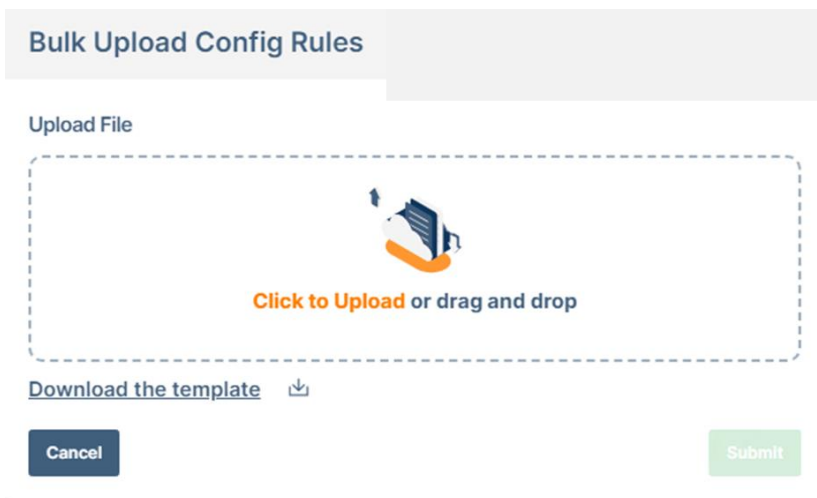 Bulk Upload Config Rules
Upload File
Click to Upload or drag and drop
Download the template
Cancel
Submit